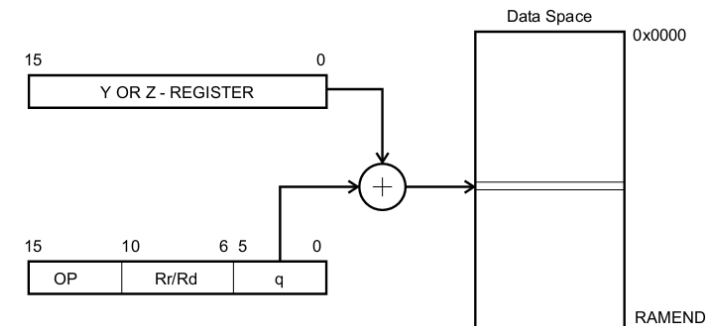 Data Space
0x0000
15 0
Y OR Z - REGISTER
15 10 6 5 0
OP Rr/Rd q
RAMEND